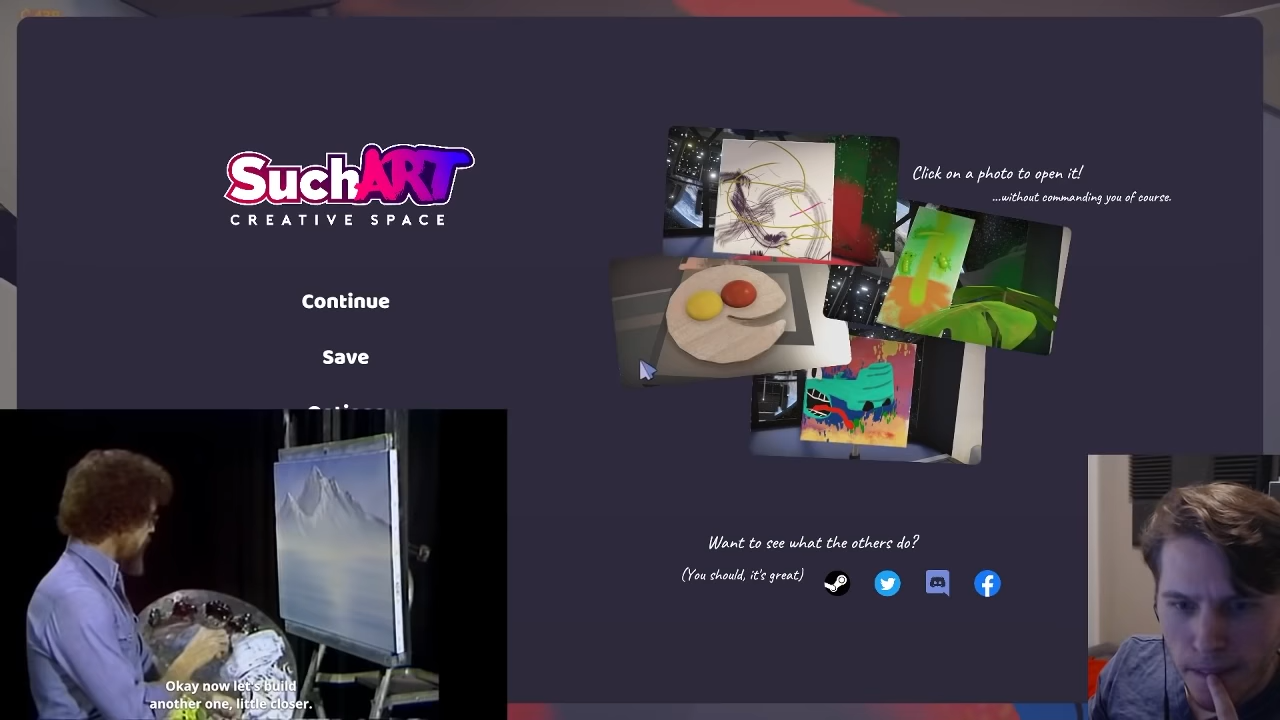 SuchART
CREATIVE SPACE
Continue
Save
Click on a photo to open it!
...without commanding you of course.
Want to see what the others do?
(You should, it's great)
Okay now let's build
another one, little closer.